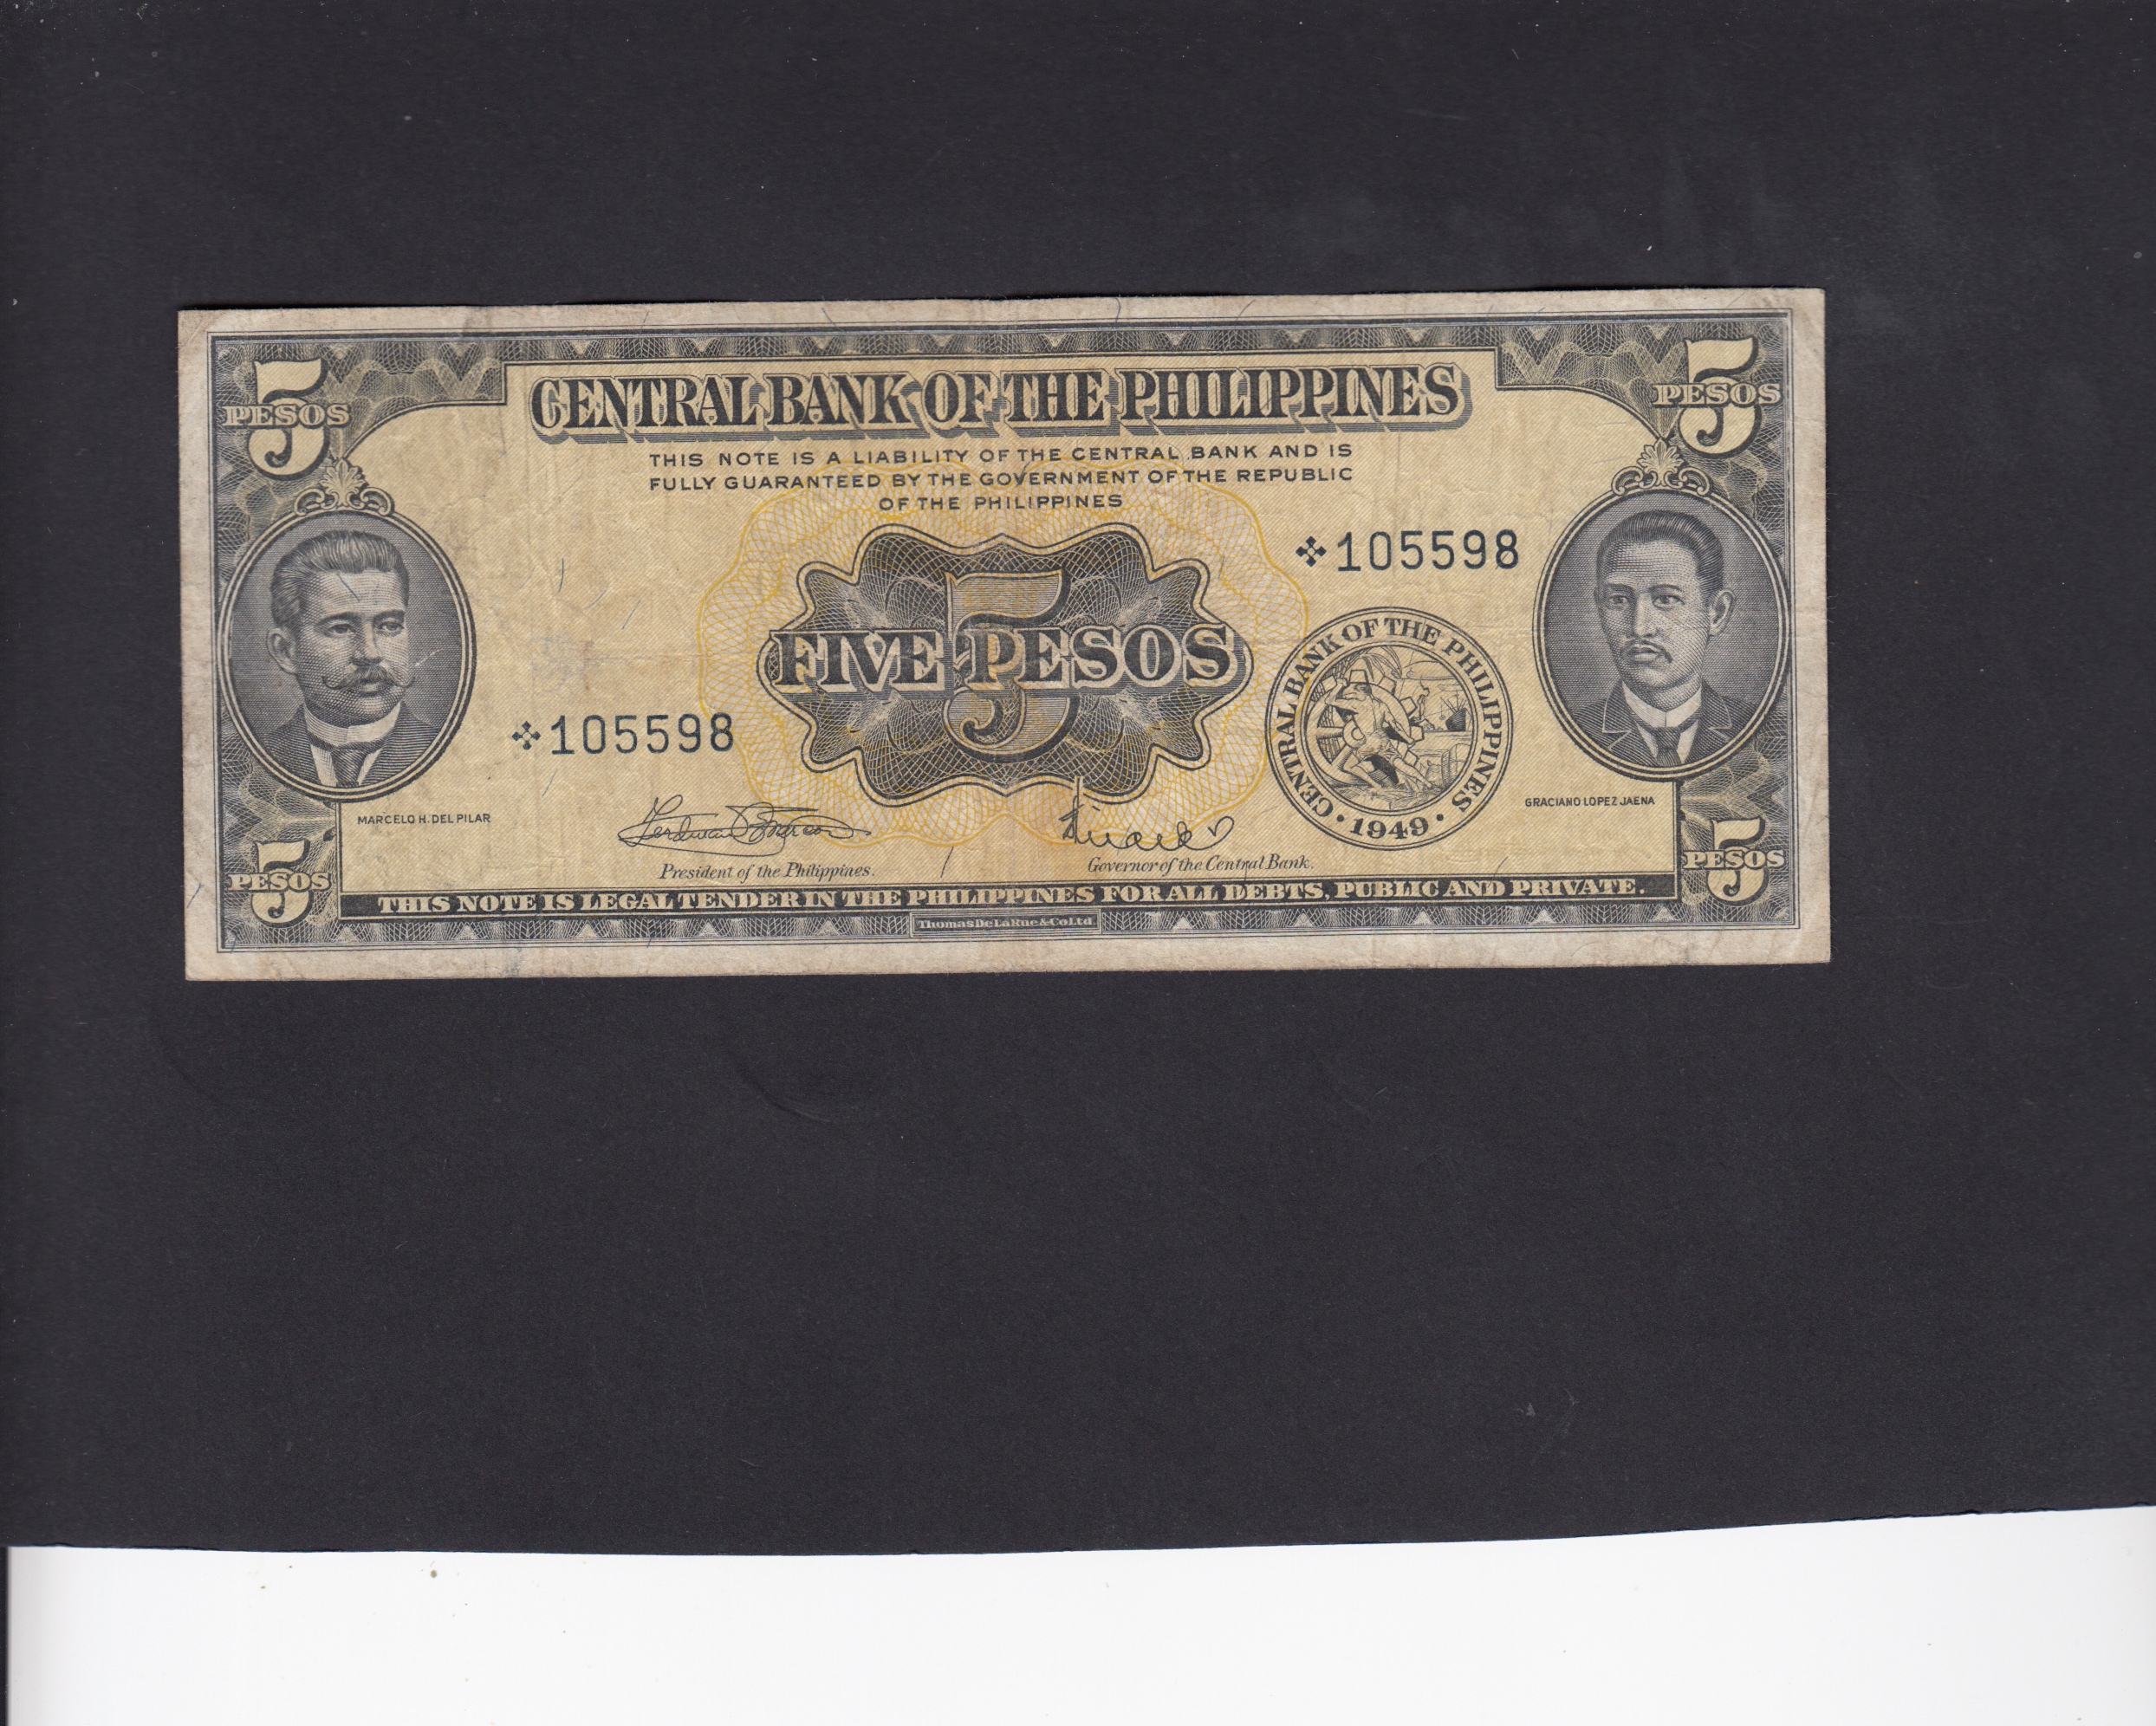 5
PESOS
5
PESOS
CENTRAL BANK OF THE PHILIPPINES
THIS NOTE IS A LIABILITY OF THE CENTRAL BANK AND IS
FULLY GUARANTEED BY THE GOVERNMENT OF THE REPUBLIC
OF THE PHILIPPINES
105598
5
FIVE PESOS
105598
CENTRAL BANK OF THE PHILIPPINES
1949
MARCELO H. DEL PILAR
GRACIANO LOPEZ JAENA
President of the Philippines.
Governor of the Central Bank.
5
PESOS
5
PESOS
THIS NOTE IS LEGAL TENDER IN THE PHILIPPINES FOR ALL DEBTS, PUBLIC AND PRIVATE.
Thomas De La Rue & Co Ltd